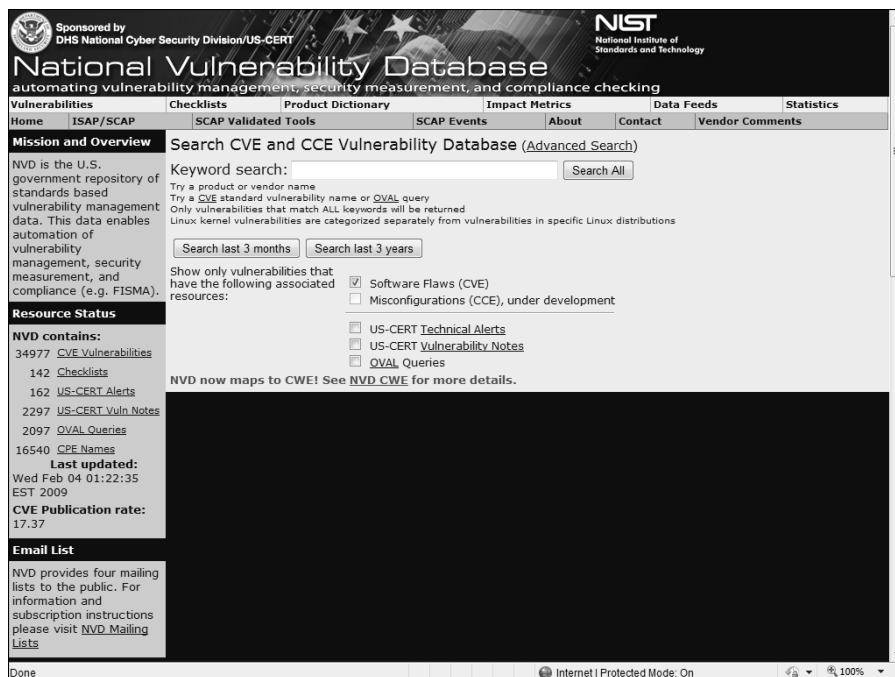 Sponsored by
DHS National Cyber Security Division/US-CERT
NIST
National Institute of
Standards and Technology
National Vulnerability Database
automating vulnerability management, security measurement, and compliance checking
Vulnerabilities Checklists Product Dictionary Impact Metrics Data Feeds Statistics
Home ISAP/SCAP SCAP Validated Tools SCAP Events About Contact Vendor Comments
Mission and Overview
NVD is the U.S.
government repository of
standards based
vulnerability management
data. This data enables
automation of
vulnerability
management, security
measurement, and
compliance (e.g. FISMA).
Resource Status
NVD contains:
34977 CVE Vulnerabilities
142 Checklists
162 US-CERT Alerts
2297 US-CERT Vuln Notes
2097 OVAL Queries
16540 CPE Names
Last updated:
Wed Feb 04 01:22:35
EST 2009
CVE Publication rate:
17.37
Email List
NVD provides four mailing
lists to the public. For
information and
subscription instructions
please visit NVD Mailing
Lists
Search CVE and CCE Vulnerability Database (Advanced Search)
Keyword search: Search All
Try a product or vendor name
Try a CVE standard vulnerability name or OVAL query
Only vulnerabilities that match ALL keywords will be returned
Linux kernel vulnerabilities are categorized separately from vulnerabilities in specific Linux distributions
Search last 3 months Search last 3 years
Show only vulnerabilities that
have the following associated
resources:
Software Flaws (CVE)
Misconfigurations (CCE), under development
US-CERT Technical Alerts
US-CERT Vulnerability Notes
OVAL Queries
NVD now maps to CWE! See NVD CWE for more details.
Done Internet | Protected Mode: On 100%